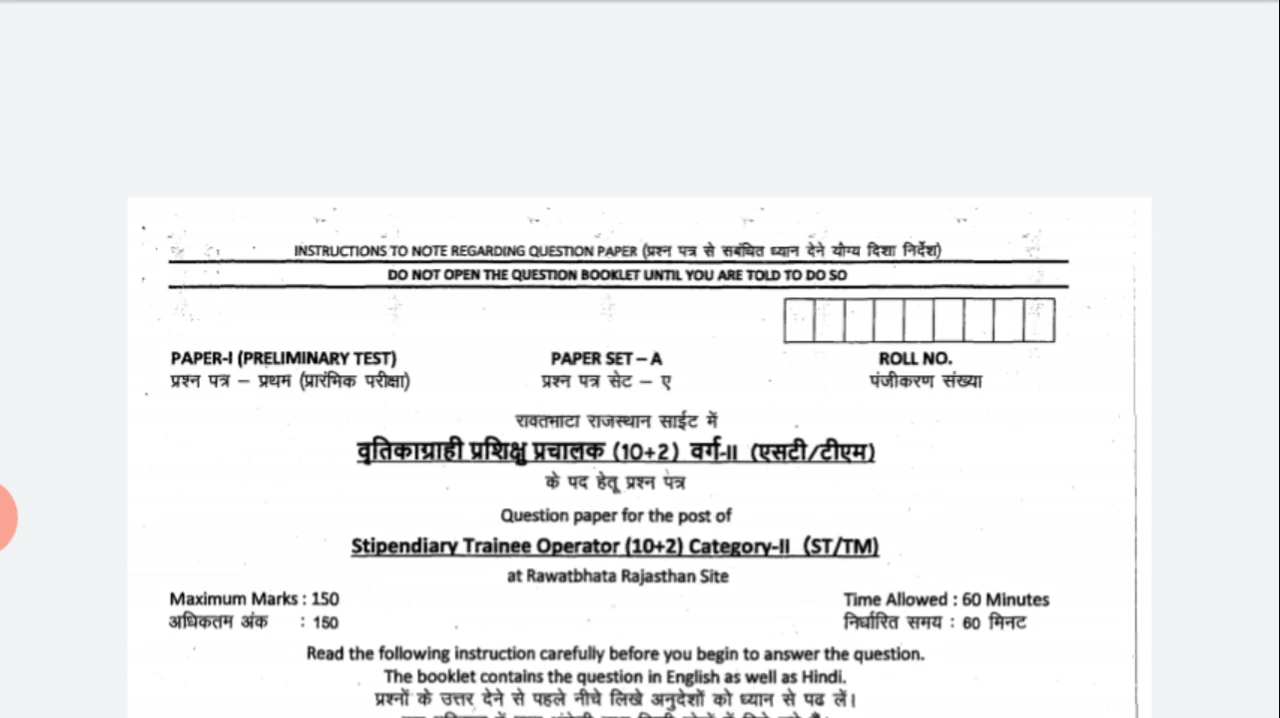 INSTRUCTIONS TO NOTE REGARDING QUESTION PAPER (प्रश्न पत्र से सबंधित ध्यान देने योग्य दिशा निर्देश)
DO NOT OPEN THE QUESTION BOOKLET UNTIL YOU ARE TOLD TO DO SO
PAPER-I (PRELIMINARY TEST) PAPER SET – A ROLL NO.
प्रश्न पत्र – प्रथम (प्रारंभिक परीक्षा) प्रश्न पत्र सेट – ए पंजीकरण संख्या
रावतभाटा राजस्थान साईट में
वृतिकाग्राही प्रशिक्षु प्रचालक (10+2) वर्ग-II (एसटी/टीएम)
के पद हेतू प्रश्न पत्र
Question paper for the post of
Stipendiary Trainee Operator (10+2) Category-II (ST/TM)
at Rawatbhata Rajasthan Site
Maximum Marks : 150 Time Allowed : 60 Minutes
अधिकतम अंक : 150 निर्धारित समय : 60 मिनट
Read the following instruction carefully before you begin to answer the question.
The booklet contains the question in English as well as Hindi.
प्रश्नों के उत्तर देने से पहले नीचे लिखे अनुदेशों को ध्यान से पढ लें।